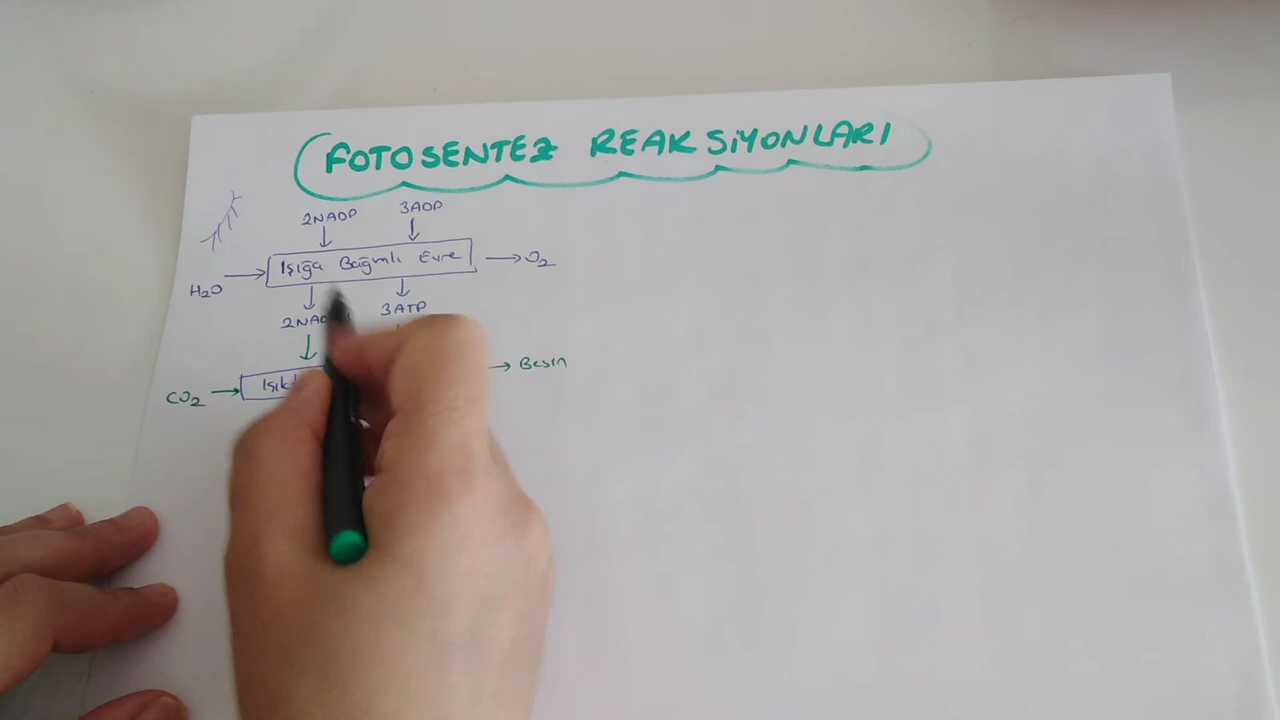 FOTOSENTEZ REAKSİYONLARI
2NADP 3ADP
Işığa Bağımlı Evre
H₂O O₂
3ATP
Besin
CO₂